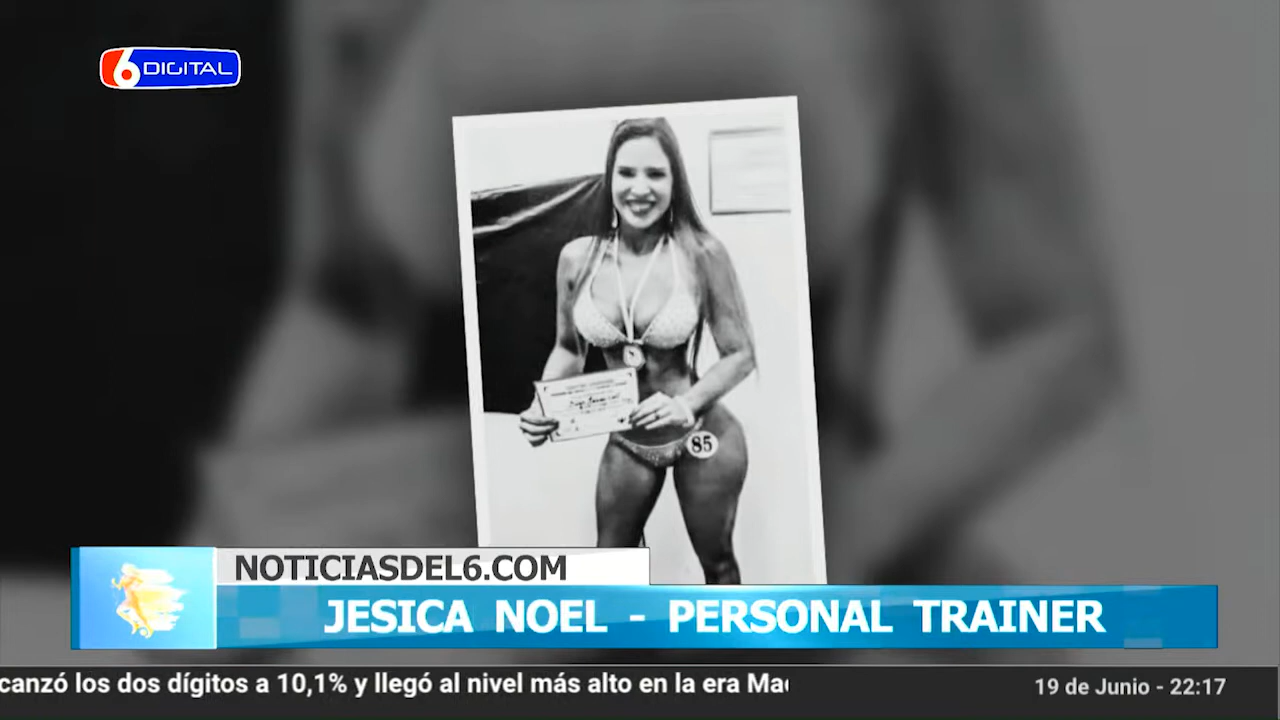 6 DIGITAL
85
NOTICIASDEL6.COM
JESICA NOEL - PERSONAL TRAINER
canzó los dos dígitos a 10,1% y llegó al nivel más alto en la era Mac
19 de Junio - 22:17